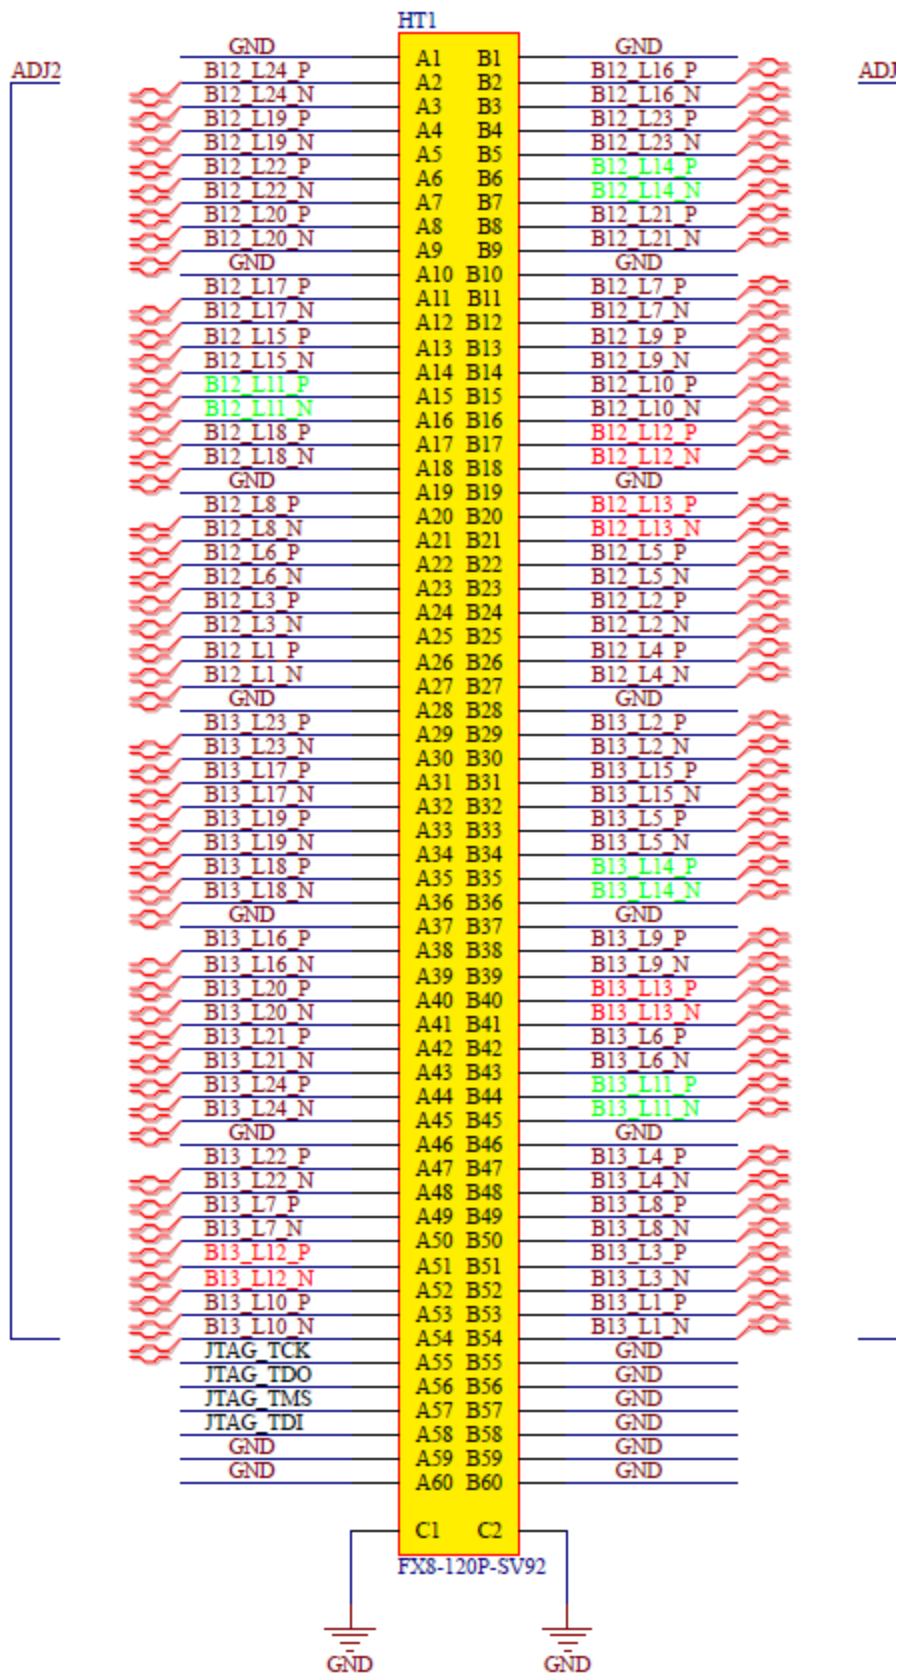 HT1
GND A1 B1 GND
ADJ2 B12_L24_P A2 B2 B12_L16_P ADJ
B12_L24_N A3 B3 B12_L16_N
B12_L19_P A4 B4 B12_L23_P
B12_L19_N A5 B5 B12_L23_N
B12_L22_P A6 B6 B12_L14_P
B12_L22_N A7 B7 B12_L14_N
B12_L20_P A8 B8 B12_L21_P
B12_L20_N A9 B9 B12_L21_N
GND A10 B10 GND
B12_L17_P A11 B11 B12_L7_P
B12_L17_N A12 B12 B12_L7_N
B12_L15_P A13 B13 B12_L9_P
B12_L15_N A14 B14 B12_L9_N
B12_L11_P A15 B15 B12_L10_P
B12_L11_N A16 B16 B12_L10_N
B12_L18_P A17 B17 B12_L12_P
B12_L18_N A18 B18 B12_L12_N
GND A19 B19 GND
B12_L8_P A20 B20 B12_L13_P
B12_L8_N A21 B21 B12_L13_N
B12_L6_P A22 B22 B12_L5_P
B12_L6_N A23 B23 B12_L5_N
B12_L3_P A24 B24 B12_L2_P
B12_L3_N A25 B25 B12_L2_N
B12_L1_P A26 B26 B12_L4_P
B12_L1_N A27 B27 B12_L4_N
GND A28 B28 GND
B13_L23_P A29 B29 B13_L2_P
B13_L23_N A30 B30 B13_L2_N
B13_L17_P A31 B31 B13_L15_P
B13_L17_N A32 B32 B13_L15_N
B13_L19_P A33 B33 B13_L5_P
B13_L19_N A34 B34 B13_L5_N
B13_L18_P A35 B35 B13_L14_P
B13_L18_N A36 B36 B13_L14_N
GND A37 B37 GND
B13_L16_P A38 B38 B13_L9_P
B13_L16_N A39 B39 B13_L9_N
B13_L20_P A40 B40 B13_L13_P
B13_L20_N A41 B41 B13_L13_N
B13_L21_P A42 B42 B13_L6_P
B13_L21_N A43 B43 B13_L6_N
B13_L24_P A44 B44 B13_L11_P
B13_L24_N A45 B45 B13_L11_N
GND A46 B46 GND
B13_L22_P A47 B47 B13_L4_P
B13_L22_N A48 B48 B13_L4_N
B13_L7_P A49 B49 B13_L8_P
B13_L7_N A50 B50 B13_L8_N
B13_L12_P A51 B51 B13_L3_P
B13_L12_N A52 B52 B13_L3_N
B13_L10_P A53 B53 B13_L1_P
B13_L10_N A54 B54 B13_L1_N
JTAG_TCK A55 B55 GND
JTAG_TDO A56 B56 GND
JTAG_TMS A57 B57 GND
JTAG_TDI A58 B58 GND
GND A59 B59 GND
GND A60 B60 GND
C1 C2
FX8-120P-SV92
GND GND